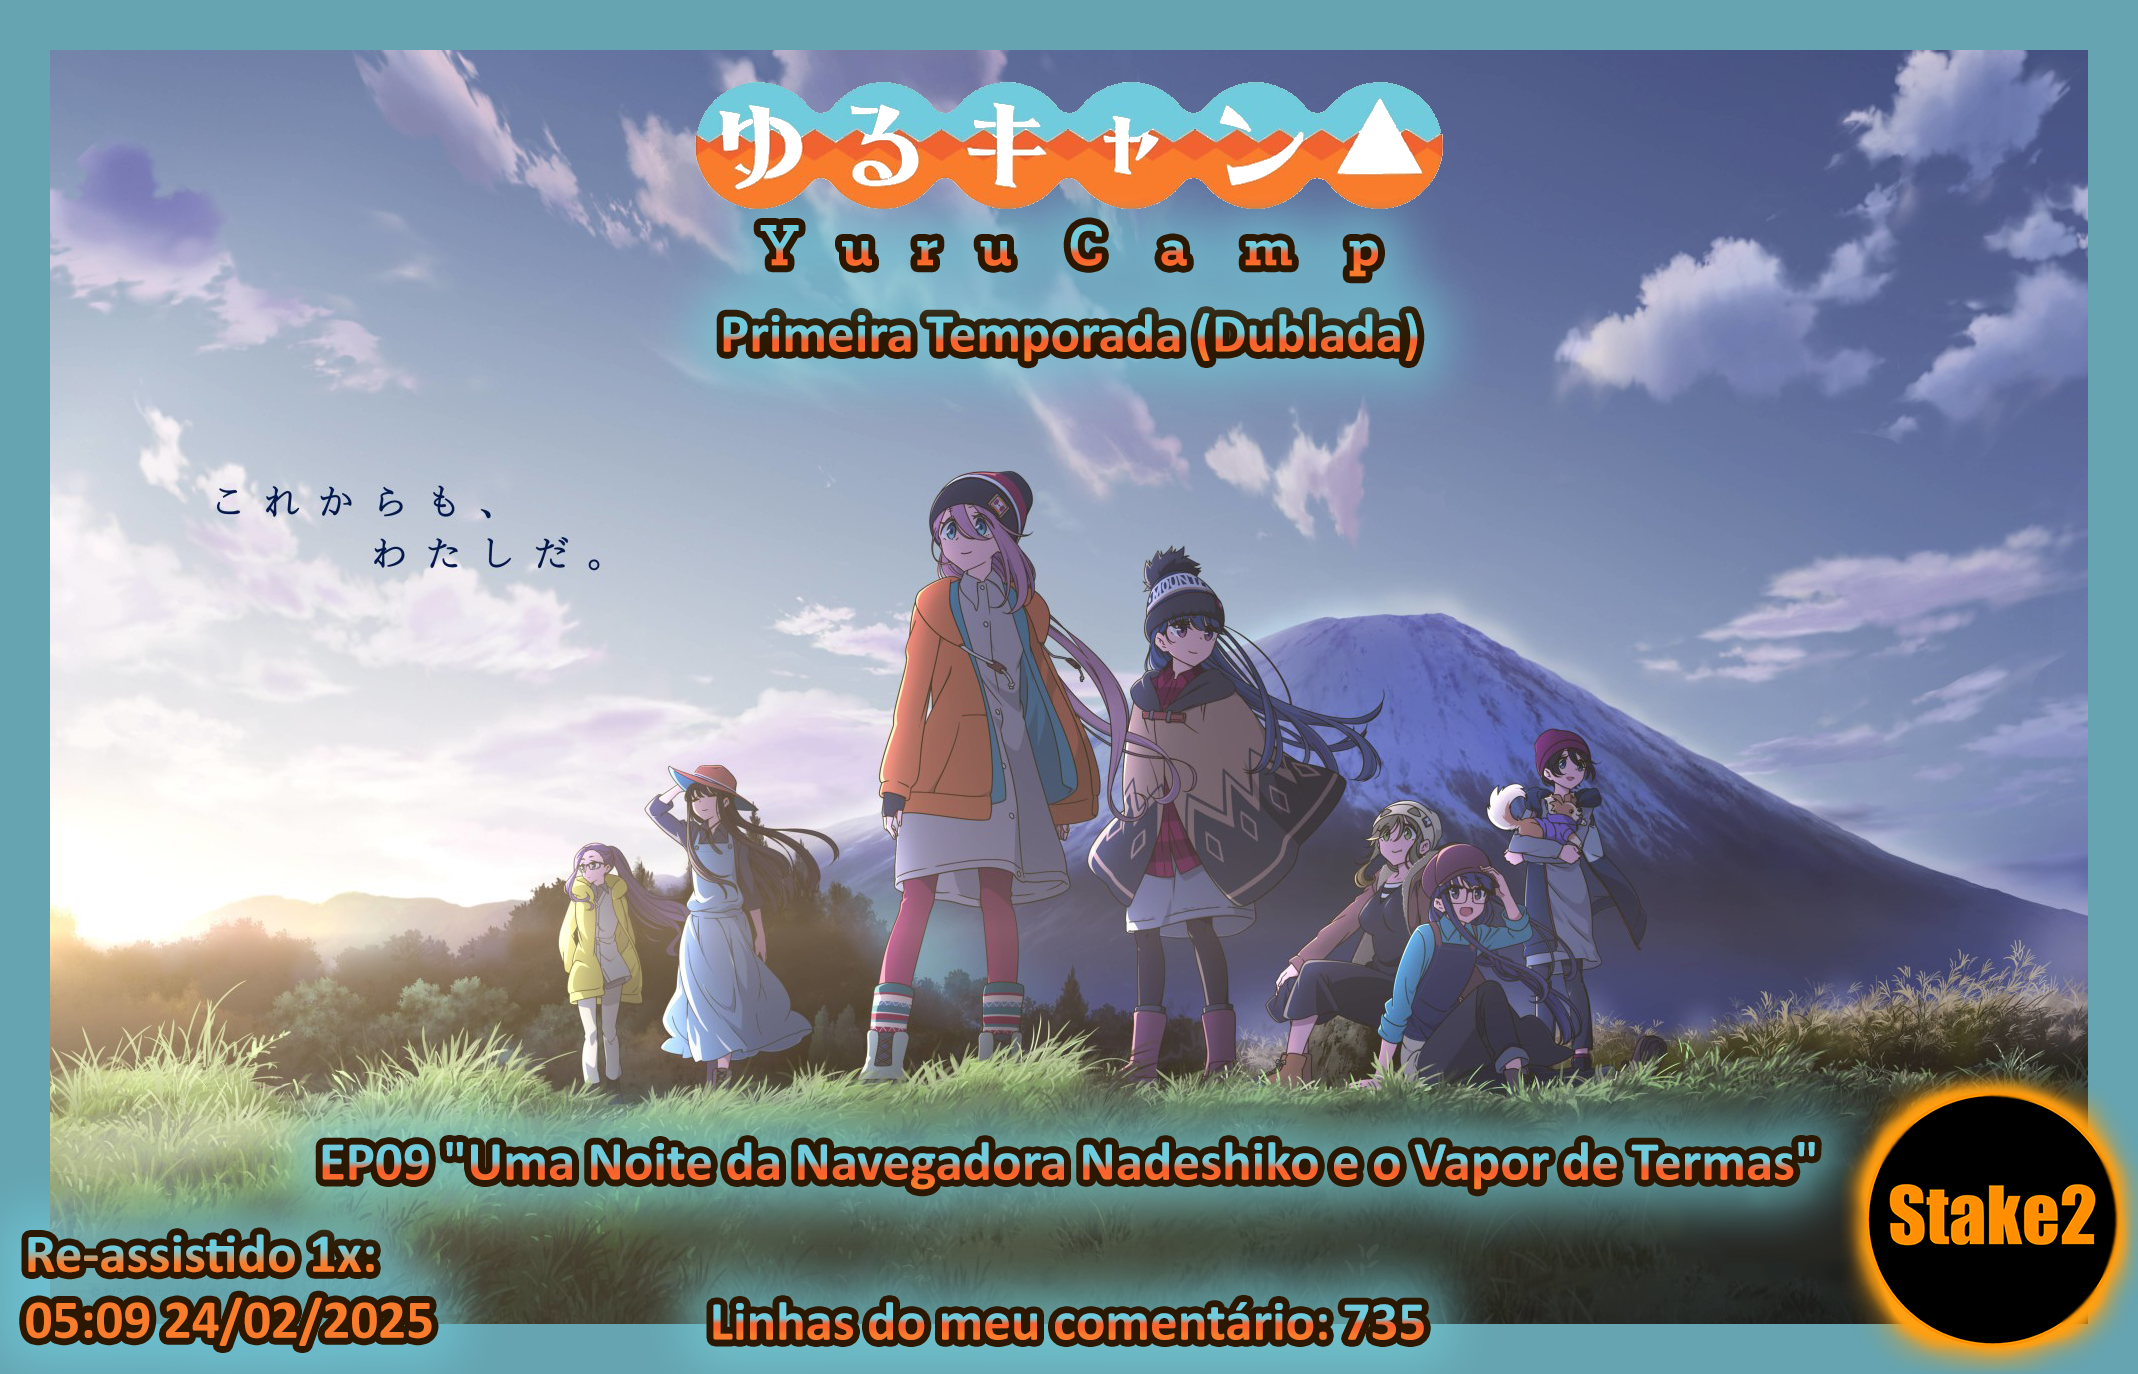 ゆるキャン△
Yuru Camp
Primeira Temporada (Dublada)
これからも、
わたしだ。
MOUNT
EP09 "Uma Noite da Navegadora Nadeshiko e o Vapor de Termas"
Stake2
Re-assistido 1x:
05:09 24/02/2025
Linhas do meu comentário: 735